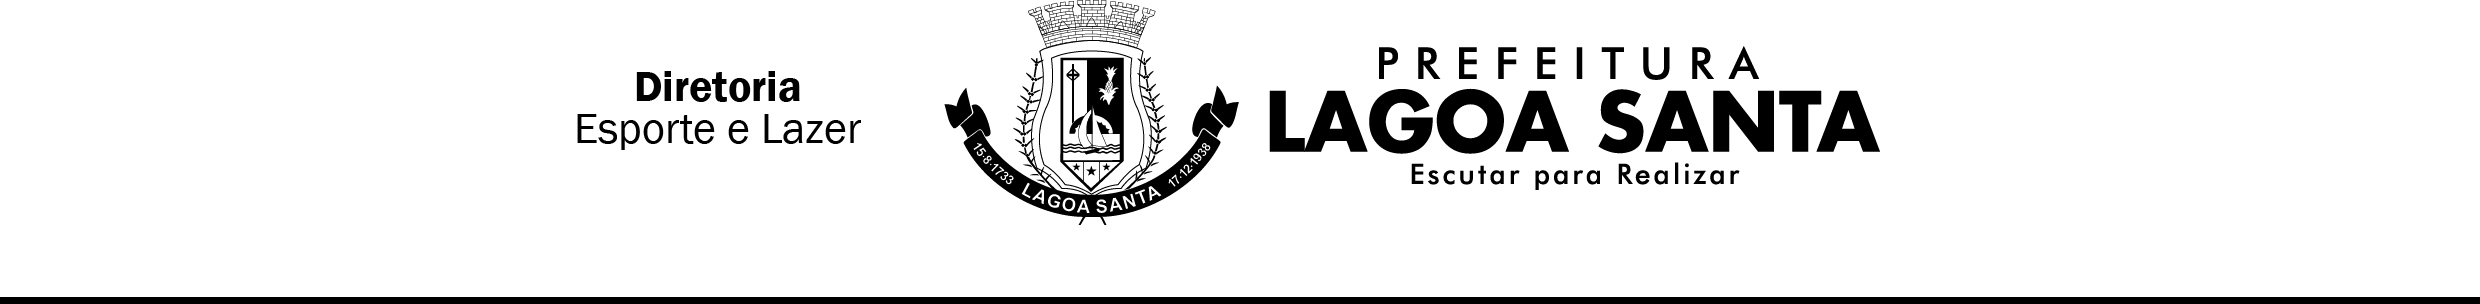 Diretoria
Esporte e Lazer
15-8-1733
LAGOA SANTA
17-12-1938
PREFEITURA
LAGOA SANTA
Escutar para Realizar